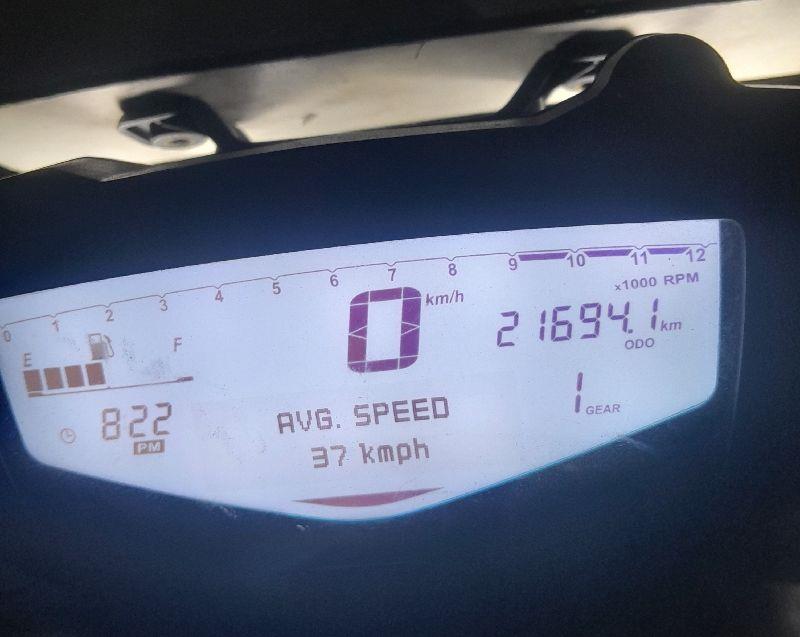 0 1 2 3 4 5 6 7 8 9 10 11 12
x1000 RPM
0 km/h
21694.1 km
ODO
E F
8:22
PM
AVG. SPEED
37 kmph
1 GEAR